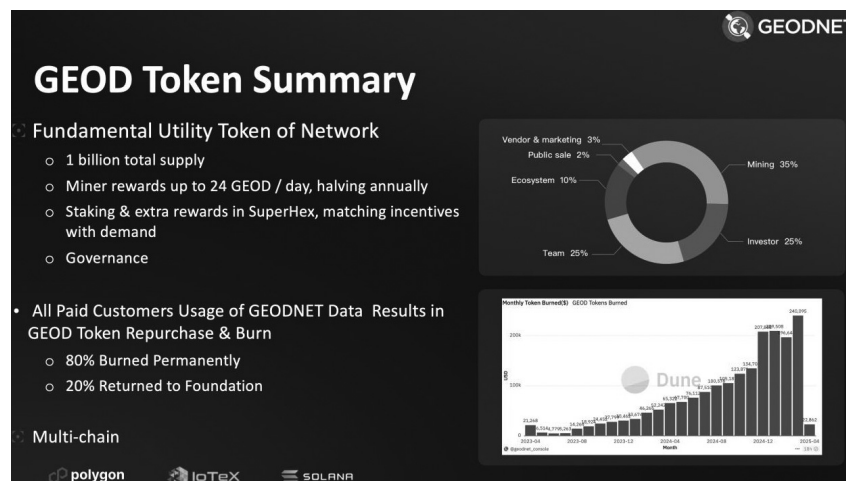 GEODNET
GEOD Token Summary
Fundamental Utility Token of Network
1 billion total supply
Miner rewards up to 24 GEOD / day, halving annually
Staking & extra rewards in SuperHex, matching incentives
with demand
Governance
All Paid Customers Usage of GEODNET Data Results in
GEOD Token Repurchase & Burn
80% Burned Permanently
20% Returned to Foundation
Multi-chain
polygon
IoTeX
SOLANA
Vendor & marketing 3%
Public sale 2%
Ecosystem 10%
Team 25%
Mining 35%
Investor 25%
Monthly Token Burned($) GEOD Tokens Burned
Dune
USD
200k
100k
0
21,268
2023-04
2023-08
2023-12
2024-04
2024-08
2024-12
2025-04
Month
@geodnet_console